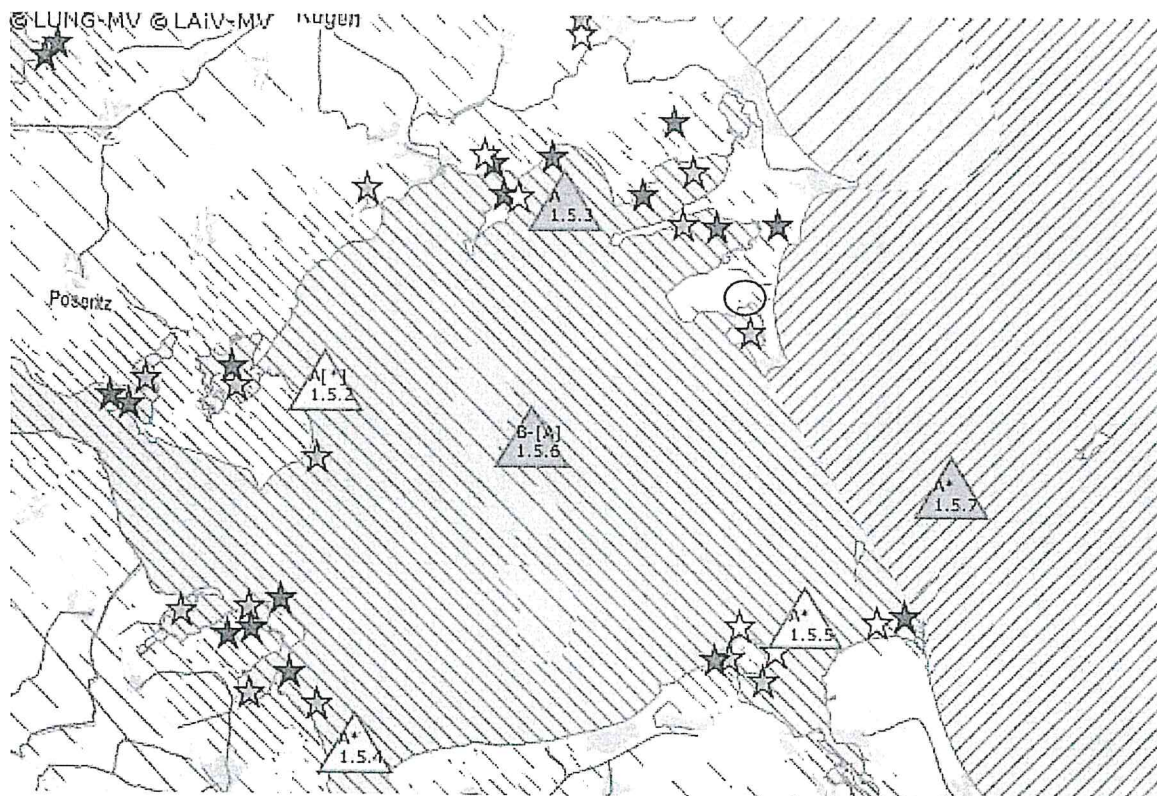 © LUNG-MV © LAiV-MV Rügen
A
1.5.3
Poseritz
A[*]
1.5.2
B-[A]
1.5.6
A*
1.5.7
A*
1.5.5
A*
1.5.4